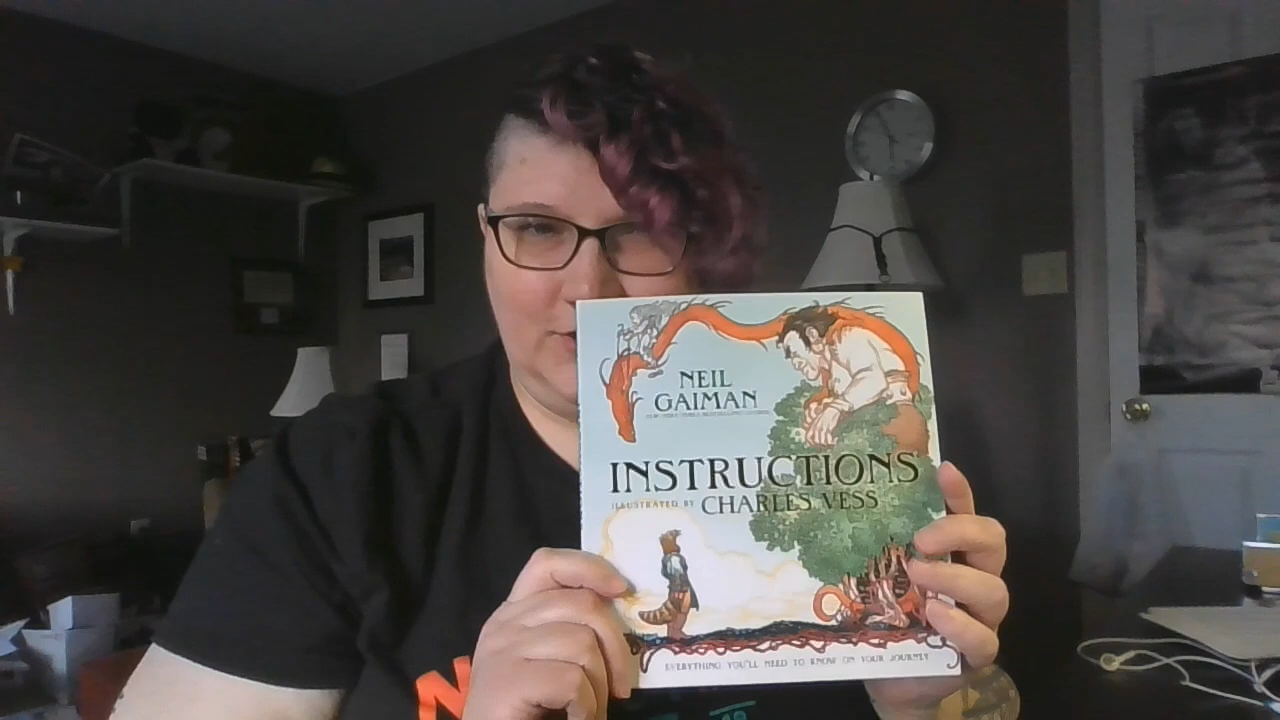 NEIL
GAIMAN
INSTRUCTIONS
ILLUSTRATED BY CHARLES VESS
EVERYTHING YOU'LL NEED TO KNOW ON YOUR JOURNEY